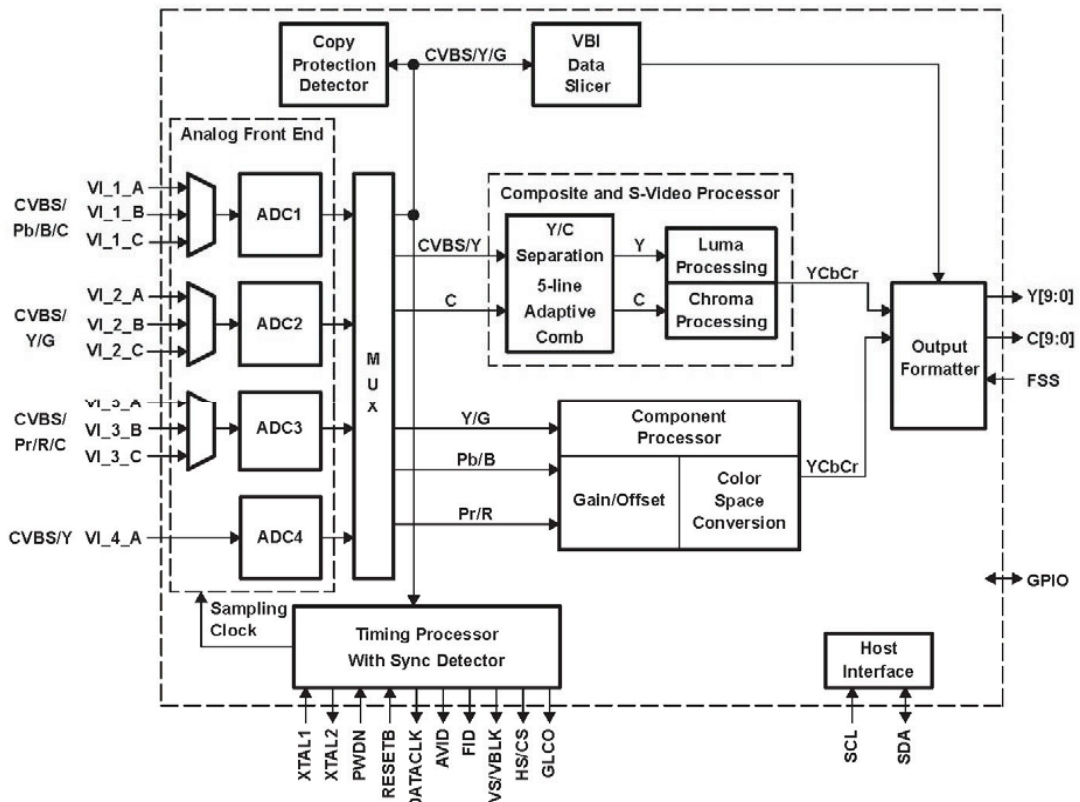 Copy
Protection
Detector
CVBS/Y/G
VBI
Data
Slicer
Analog Front End
VI_1_A
CVBS/
VI_1_B
Pb/B/C
VI_1_C
ADC1
Composite and S-Video Processor
CVBS/Y
Y/C
Separation
5-line
Adaptive
Comb
Y
Luma
Processing
C
C
Chroma
Processing
YCbCr
VI_2_A
CVBS/
VI_2_B
Y/G
VI_2_C
ADC2
MUX
Output
Formatter
Y[9:0]
C[9:0]
FSS
CVBS/
VI_3_B
Pr/R/C
VI_3_C
ADC3
Y/G
Pb/B
Pr/R
Component
Processor
Gain/Offset
Color
Space
Conversion
YCbCr
CVBS/Y
VI_4_A
ADC4
GPIO
Sampling
Clock
Timing Processor
With Sync Detector
Host
Interface
XTAL1
XTAL2
PWDN
RESETB
DATACLK
AVID
FID
VS/VBLK
HS/CS
GLCO
SCL
SDA